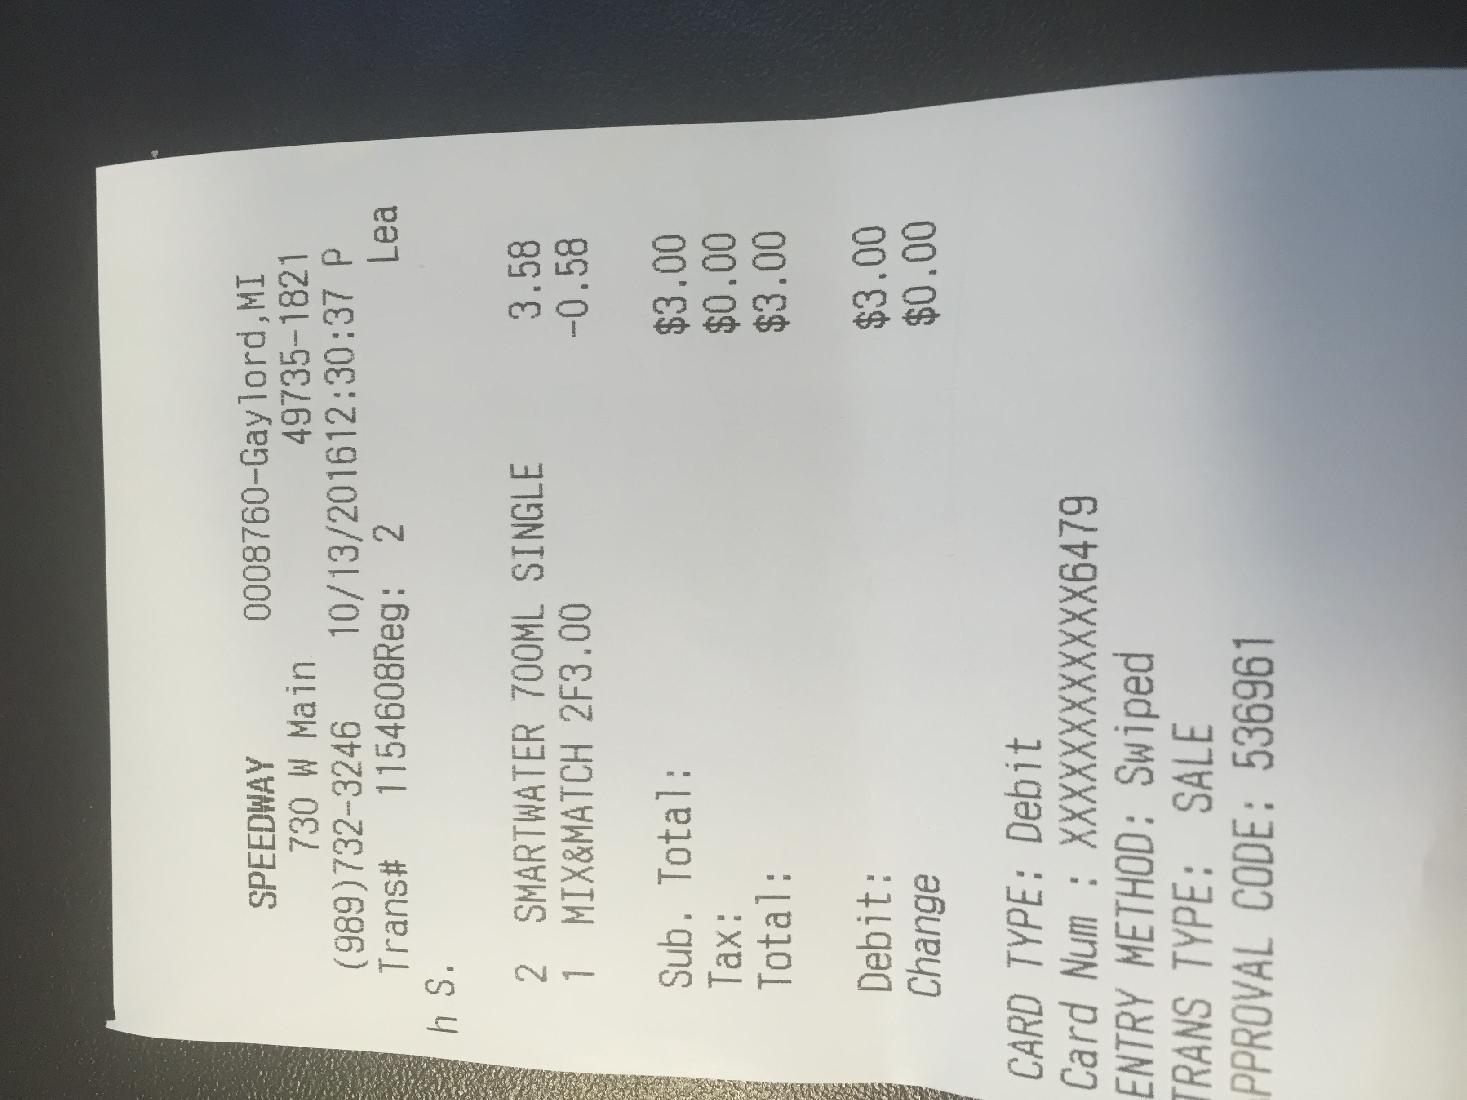 SPEEDWAY 0008760-Gaylord,MI
730 W Main 49735-1821
(989)732-3246 10/13/201612:30:37 P
Trans# 1154608Reg: 2 Lea
h S.
2 SMARTWATER 700ML SINGLE 3.58
1 MIX&MATCH 2F3.00 -0.58
Sub. Total: $3.00
Tax: $0.00
Total: $3.00
Debit: $3.00
Change $0.00
CARD TYPE: Debit
Card Num : XXXXXXXXXXXX6479
ENTRY METHOD: Swiped
TRANS TYPE: SALE
PPROVAL CODE: 536961